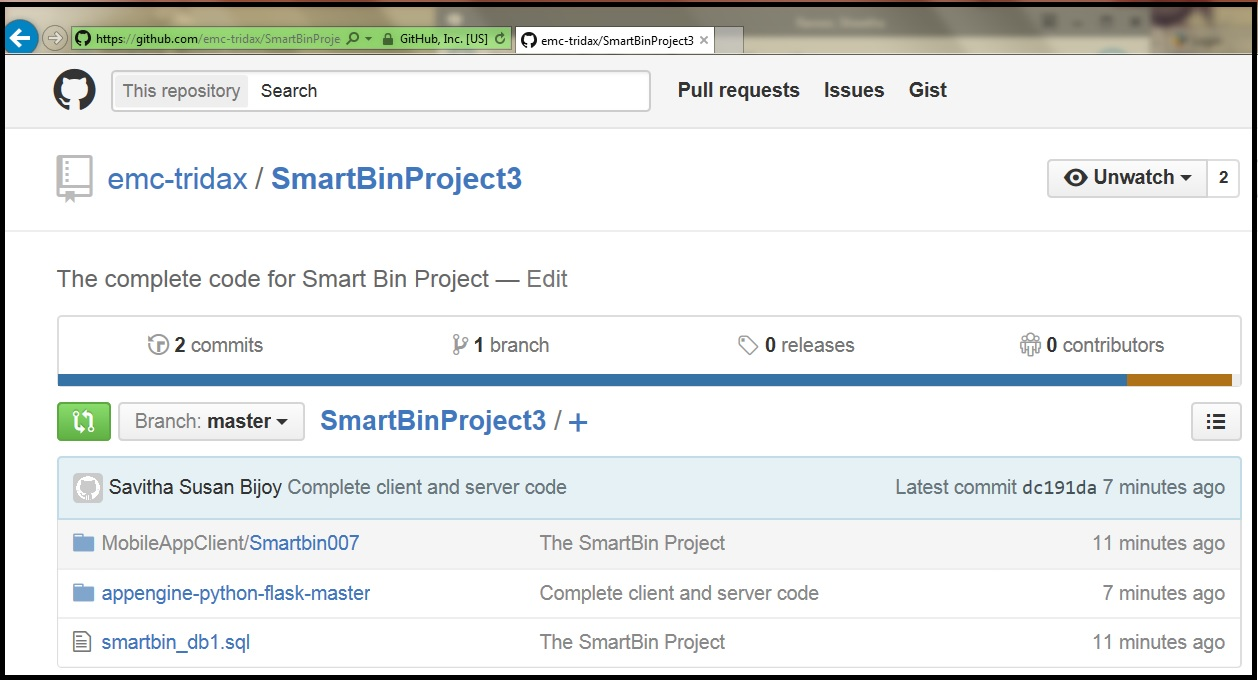 https://github.com/emc-tridax/SmartBinProje GitHub, Inc. [US] emc-tridax/SmartBinProject3
This repository Search Pull requests Issues Gist
emc-tridax / SmartBinProject3 Unwatch 2
The complete code for Smart Bin Project — Edit
2 commits 1 branch 0 releases 0 contributors
Branch: master SmartBinProject3 / +
Savitha Susan Bijoy Complete client and server code Latest commit dc191da 7 minutes ago
MobileAppClient/Smartbin007 The SmartBin Project 11 minutes ago
appengine-python-flask-master Complete client and server code 7 minutes ago
smartbin_db1.sql The SmartBin Project 11 minutes ago